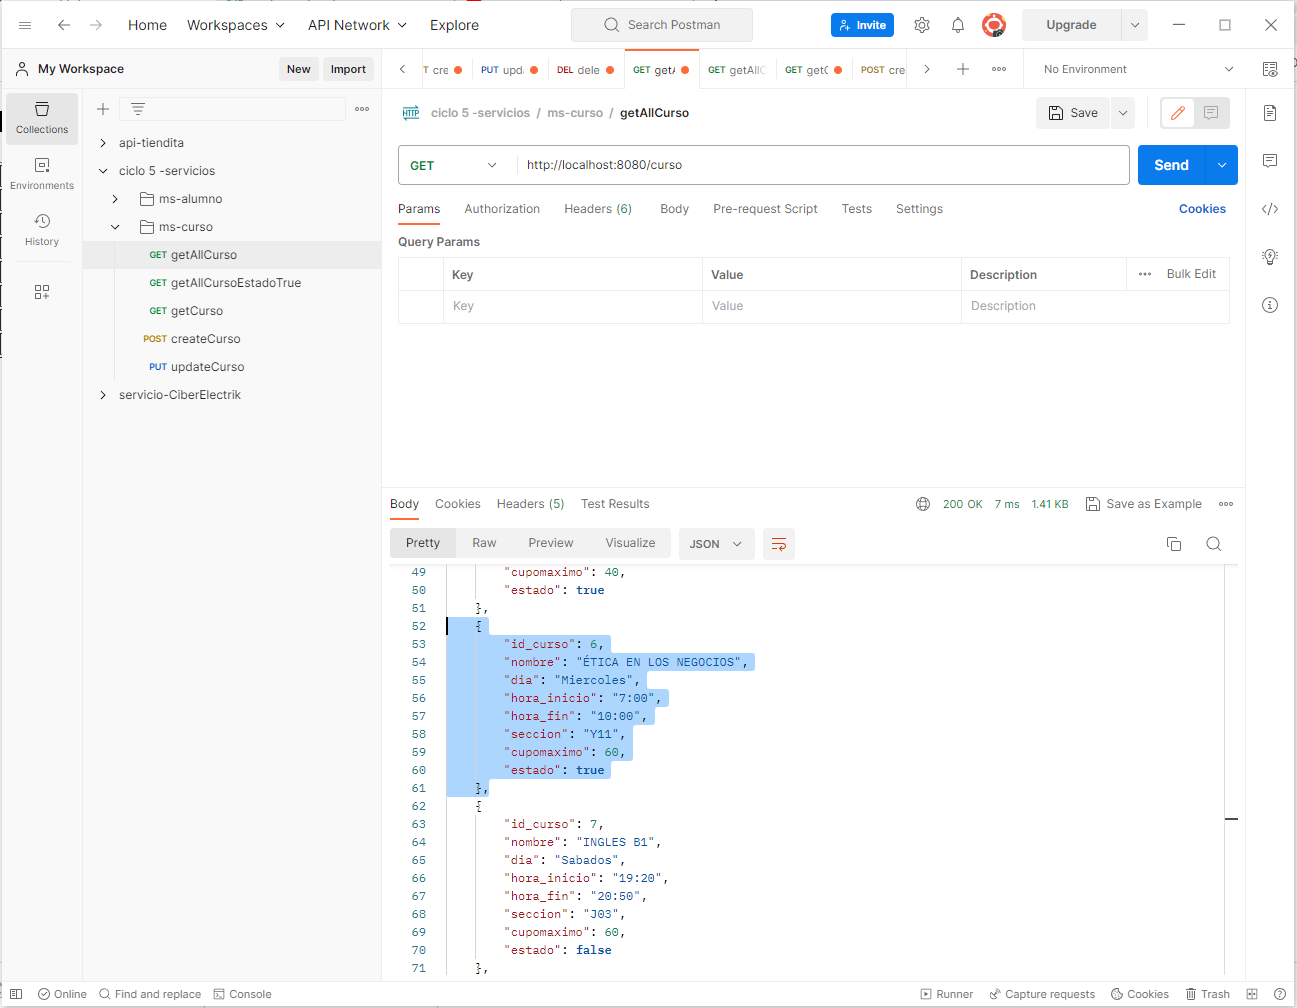 Home Workspaces API Network Explore Search Postman Invite Upgrade
My Workspace New Import
T cre PUT upd DEL dele GET getA GET getAllC GET getC POST cre No Environment
Collections
Environments
History
api-tiendita
ciclo 5 -servicios
ms-alumno
ms-curso
GET getAllCurso
GET getAllCursoEstadoTrue
GET getCurso
POST createCurso
PUT updateCurso
servicio-CiberElectrik
HTTP ciclo 5 -servicios / ms-curso / getAllCurso Save
GET http://localhost:8080/curso Send
Params Authorization Headers (6) Body Pre-request Script Tests Settings Cookies
Query Params
Key Value Description Bulk Edit
Key Value Description
Body Cookies Headers (5) Test Results 200 OK 7 ms 1.41 KB Save as Example
Pretty Raw Preview Visualize JSON
49 "cupomaximo": 40,
50 "estado": true
51 },
52 {
53 "id_curso": 6,
54 "nombre": "ÉTICA EN LOS NEGOCIOS",
55 "dia": "Miercoles",
56 "hora_inicio": "7:00",
57 "hora_fin": "10:00",
58 "seccion": "Y11",
59 "cupomaximo": 60,
60 "estado": true
61 },
62 {
63 "id_curso": 7,
64 "nombre": "INGLES B1",
65 "dia": "Sabados",
66 "hora_inicio": "19:20",
67 "hora_fin": "20:50",
68 "seccion": "J03",
69 "cupomaximo": 60,
70 "estado": false
71 },
Online Find and replace Console Runner Capture requests Cookies Trash